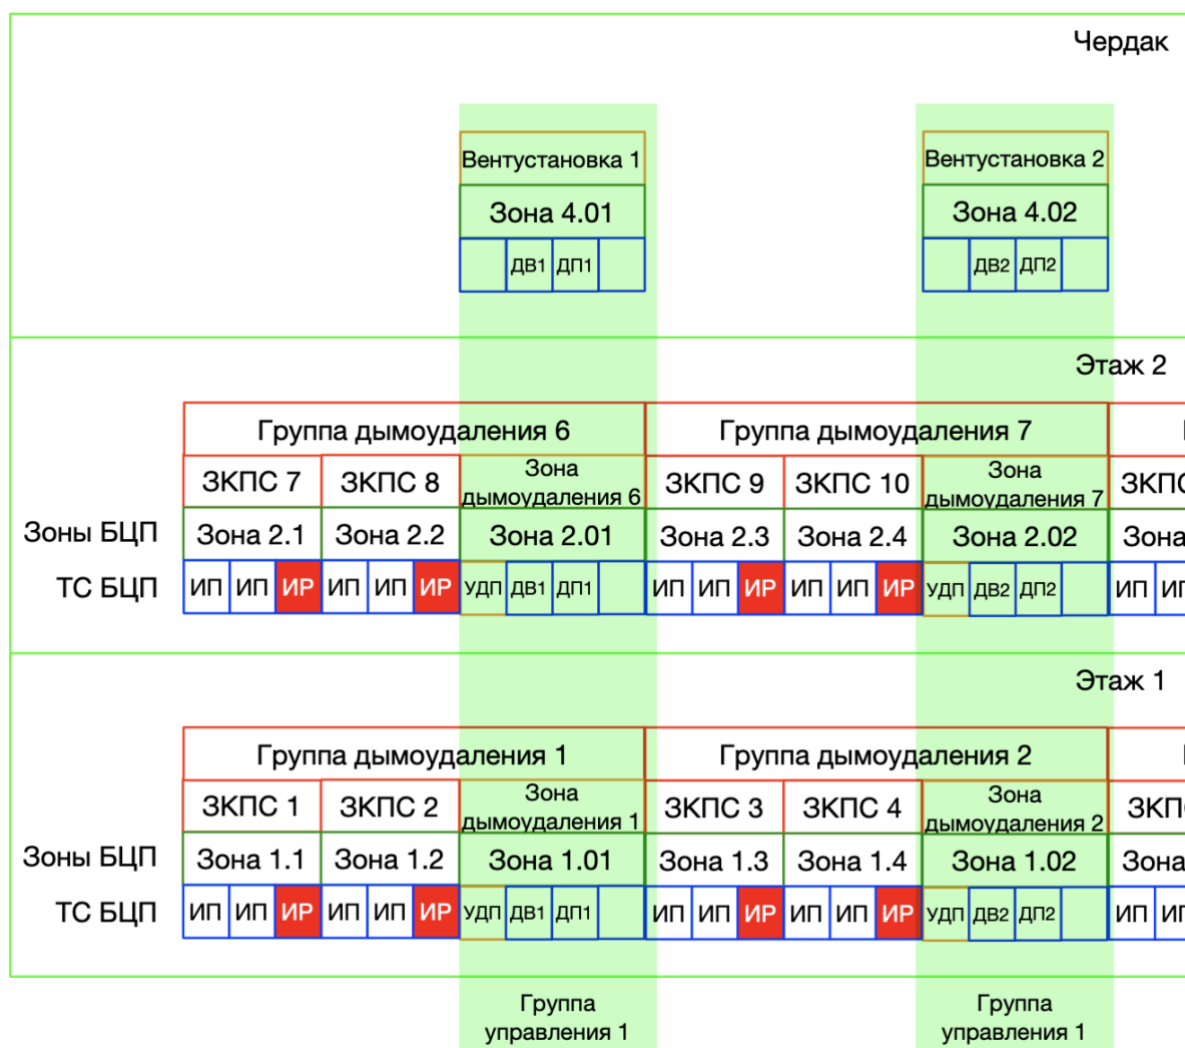 Чердак
Вентустановка 1 Вентустановка 2
Зона 4.01 Зона 4.02
ДВ1 ДП1 ДВ2 ДП2
Этаж 2
Группа дымоудаления 6 Группа дымоудаления 7
ЗКПС 7 ЗКПС 8 Зона дымоудаления 6 ЗКПС 9 ЗКПС 10 Зона дымоудаления 7 ЗКПС
Зоны БЦП Зона 2.1 Зона 2.2 Зона 2.01 Зона 2.3 Зона 2.4 Зона 2.02 Зона
ТС БЦП ИП ИП ИР ИП ИП ИР УДП ДВ1 ДП1 ИП ИП ИР ИП ИП ИР УДП ДВ2 ДП2 ИП ИП
Этаж 1
Группа дымоудаления 1 Группа дымоудаления 2
ЗКПС 1 ЗКПС 2 Зона дымоудаления 1 ЗКПС 3 ЗКПС 4 Зона дымоудаления 2 ЗКП
Зоны БЦП Зона 1.1 Зона 1.2 Зона 1.01 Зона 1.3 Зона 1.4 Зона 1.02 Зона
ТС БЦП ИП ИП ИР ИП ИП ИР УДП ДВ1 ДП1 ИП ИП ИР ИП ИП ИР УДП ДВ2 ДП2 ИП ИП
Группа управления 1 Группа управления 1